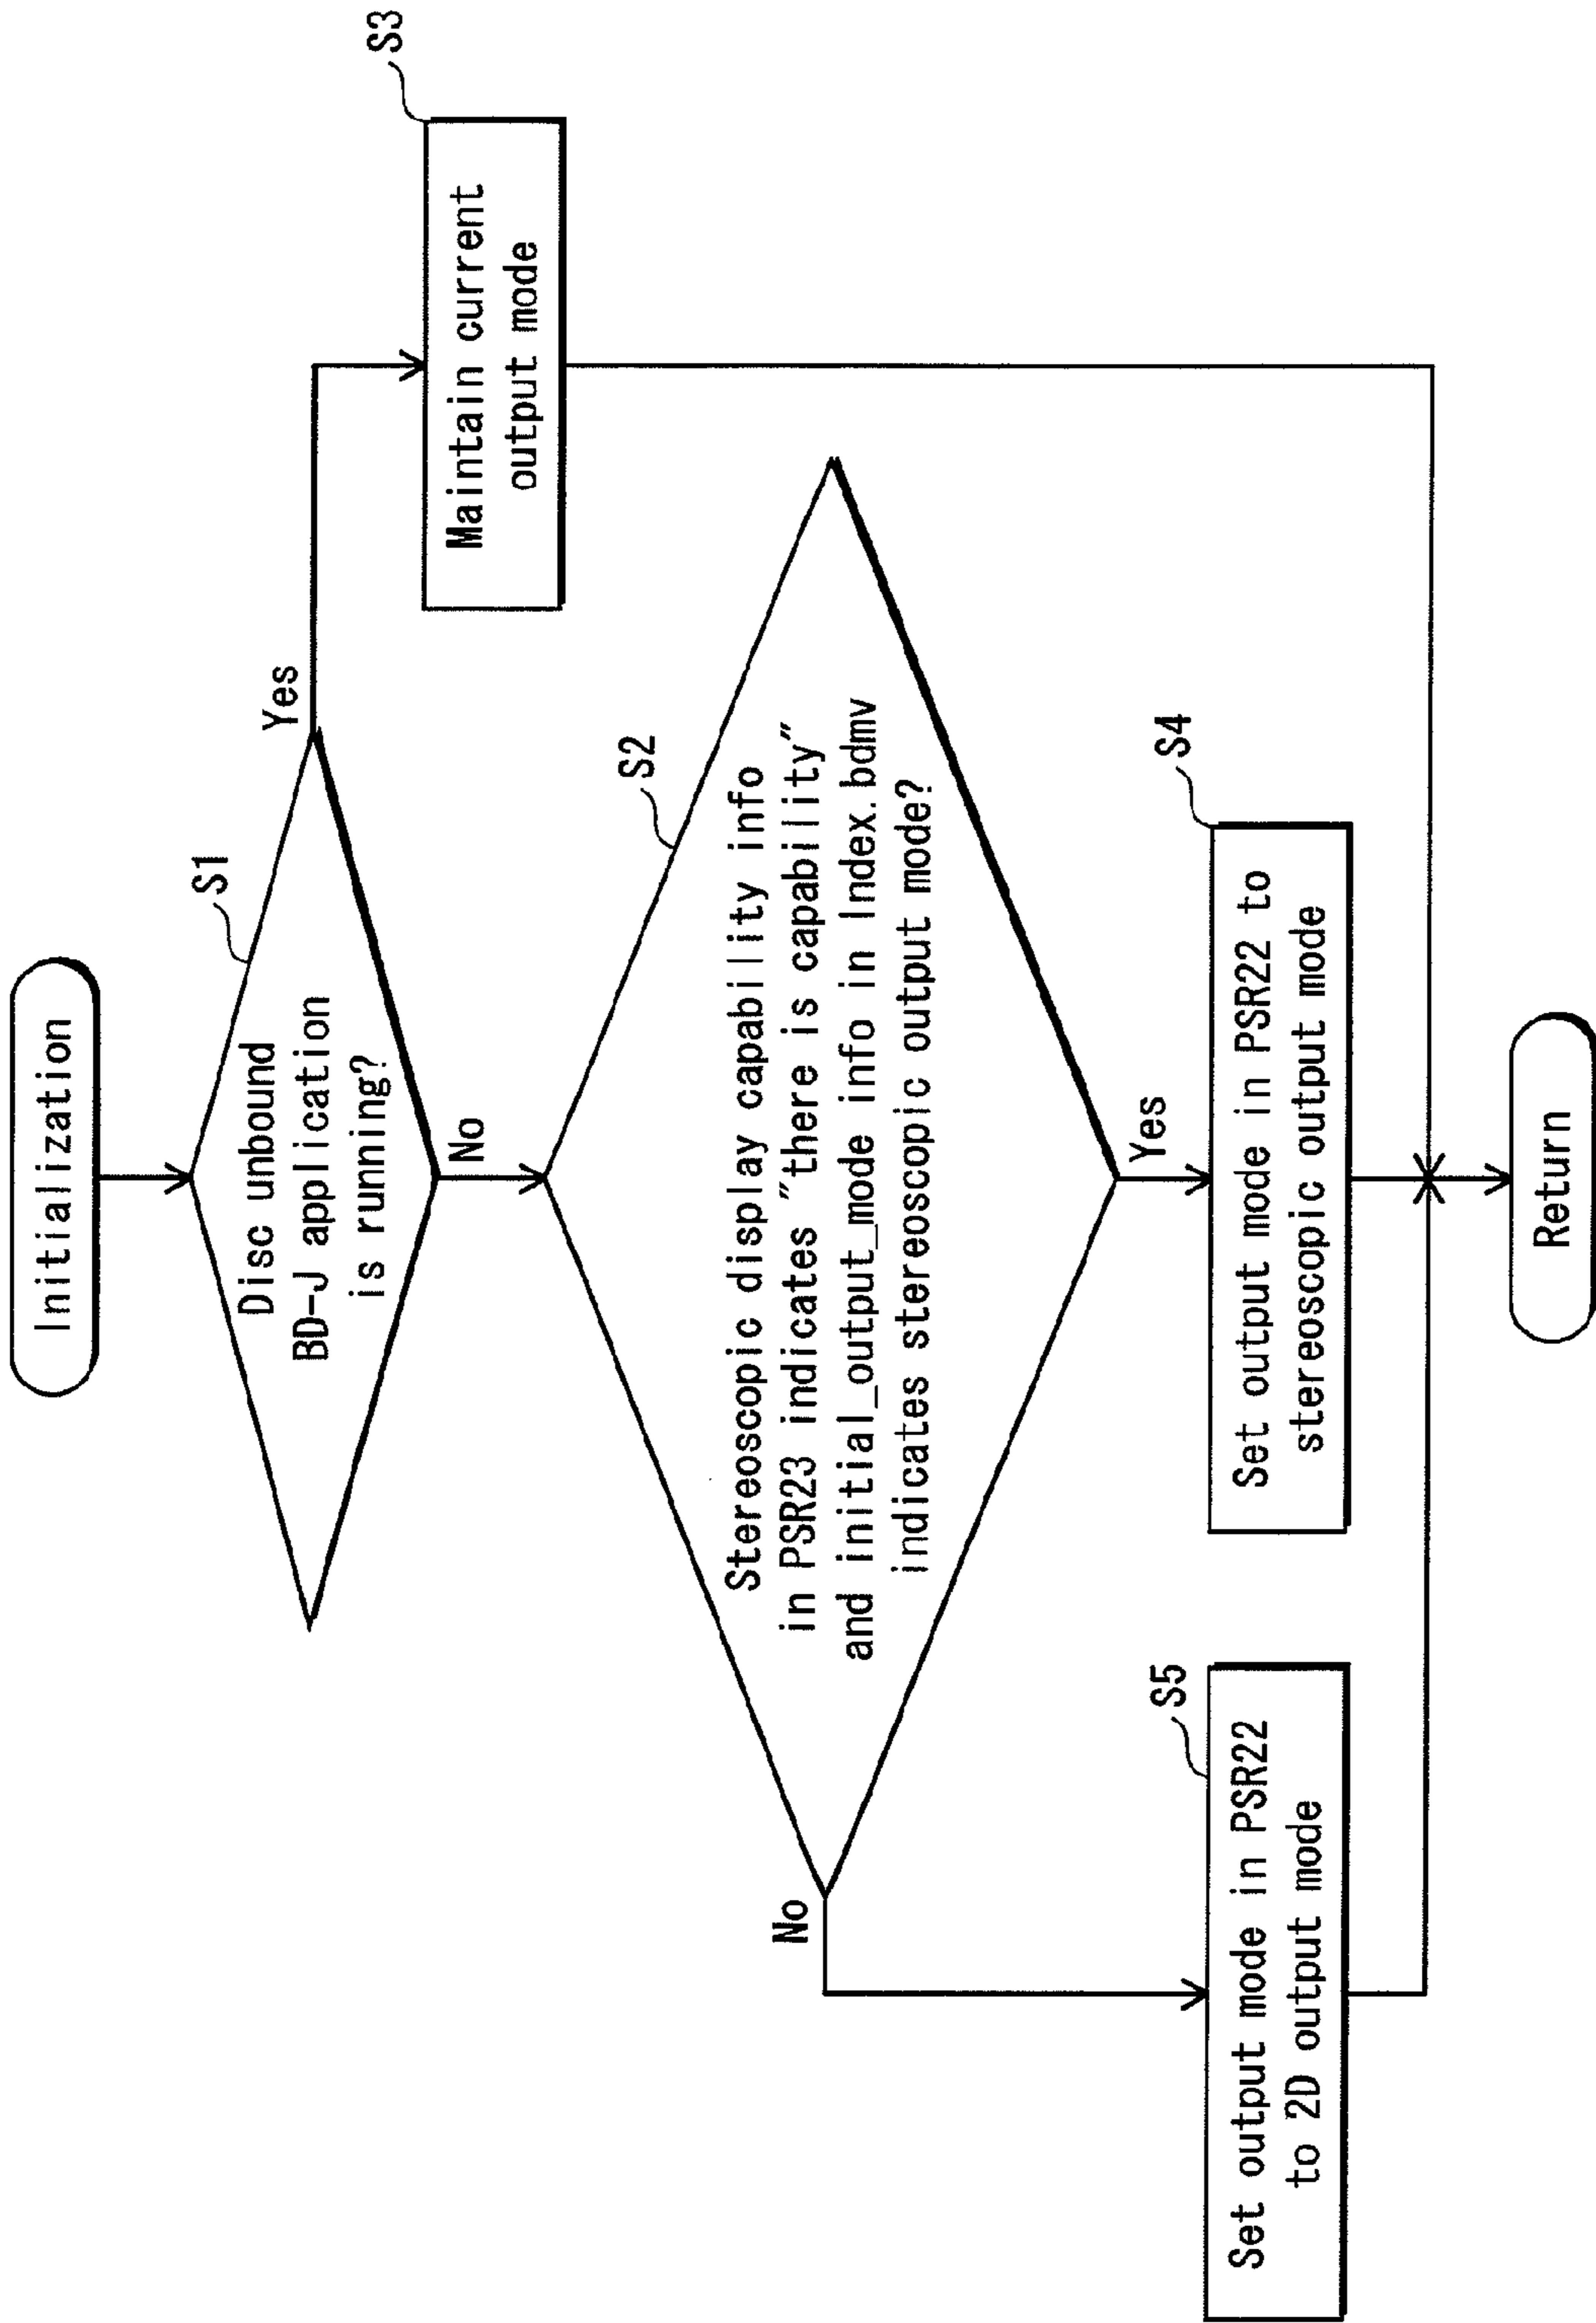 Initialization
S1
Disc unbound
BD-J application
is running?
Yes
No
S3
Maintain current
output mode
S2
Stereoscopic display capability info
in PSR23 indicates "there is capability"
and initial_output_mode info in Index.bdmv
indicates stereoscopic output mode?
No
Yes
S5
Set output mode in PSR22
to 2D output mode
S4
Set output mode in PSR22 to
stereoscopic output mode
Return